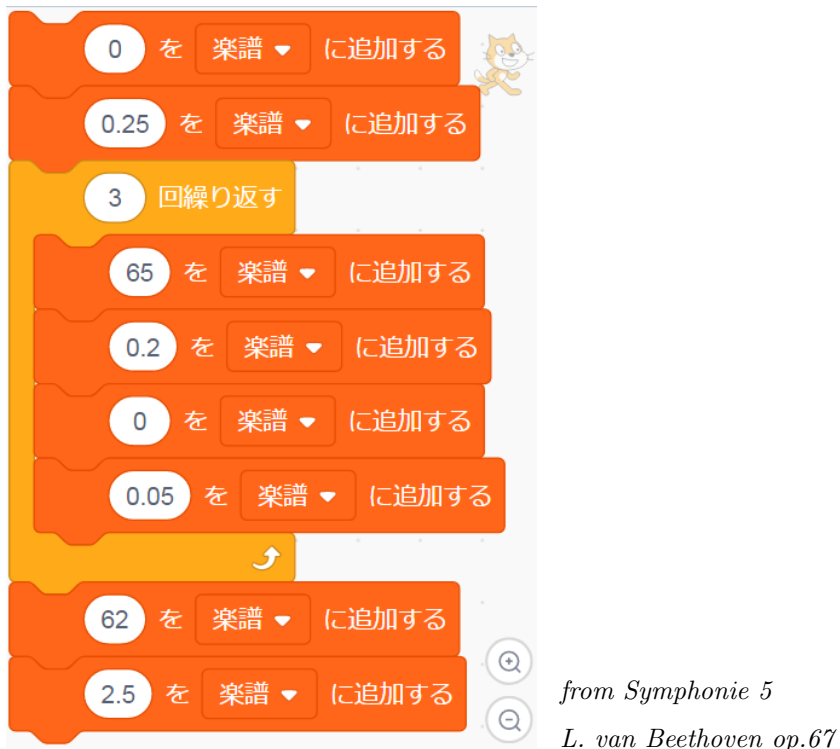 0 を 楽譜 に追加する
0.25 を 楽譜 に追加する
3 回繰り返す
65 を 楽譜 に追加する
0.2 を 楽譜 に追加する
0 を 楽譜 に追加する
0.05 を 楽譜 に追加する
62 を 楽譜 に追加する
2.5 を 楽譜 に追加する
from Symphonie 5
L. van Beethoven op.67